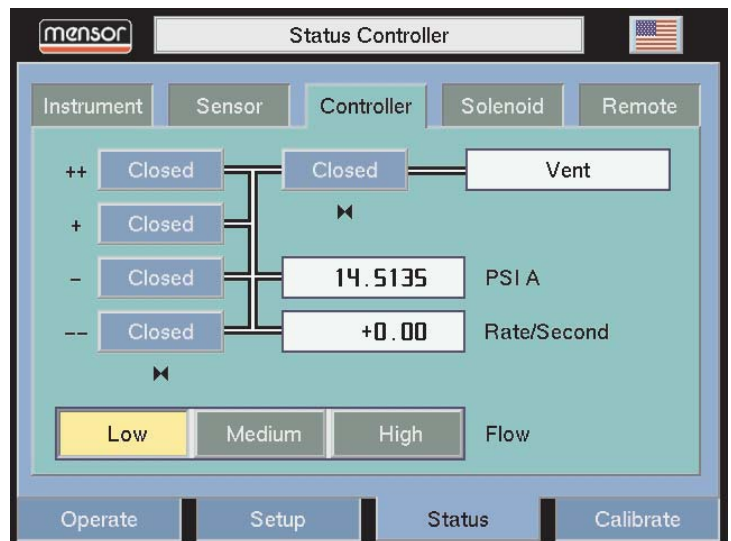 mensor Status Controller
Instrument Sensor Controller Solenoid Remote
++ Closed Closed Vent
+ Closed
- Closed 14.5135 PSI A
-- Closed +0.00 Rate/Second
Low Medium High Flow
Operate Setup Status Calibrate